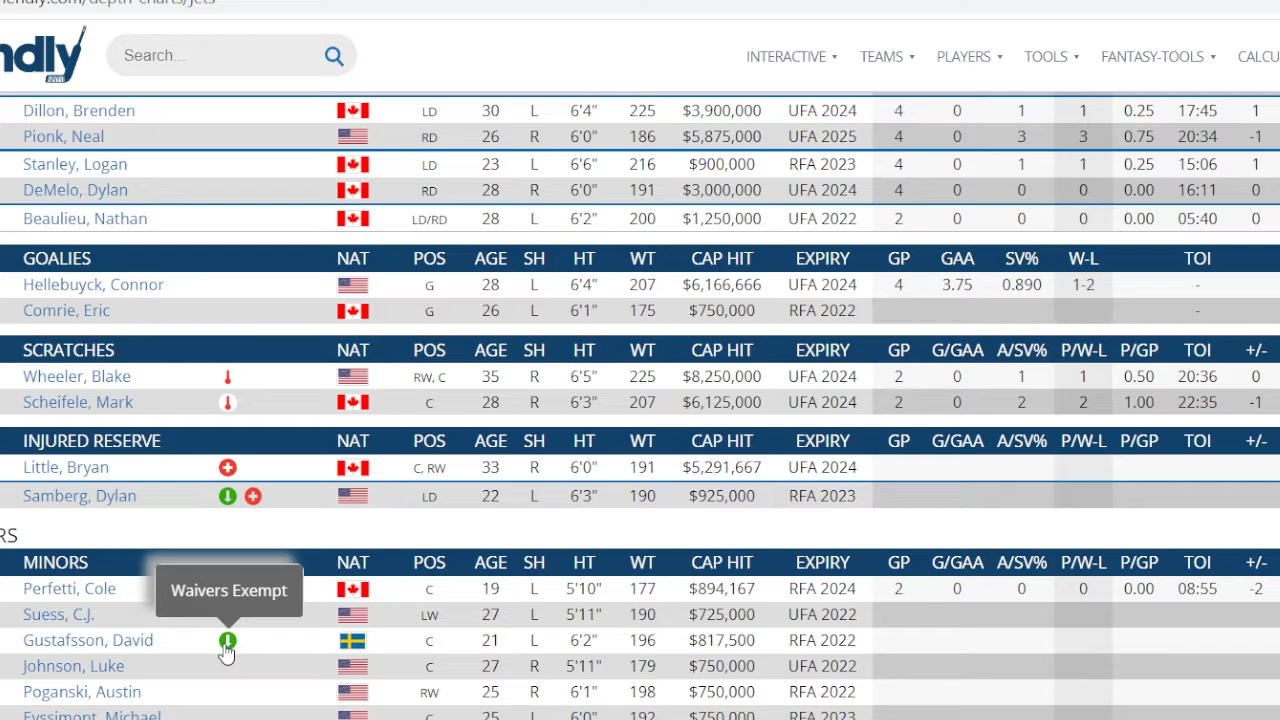 endly.com/depth-charts/jets
ndly
Search...
INTERACTIVE TEAMS PLAYERS TOOLS FANTASY-TOOLS CALCU
Dillon, Brenden LD 30 L 6'4" 225 $3,900,000 UFA 2024 4 0 1 1 0.25 17:45 1
Pionk, Neal RD 26 R 6'0" 186 $5,875,000 UFA 2025 4 0 3 3 0.75 20:34 -1
Stanley, Logan LD 23 L 6'6" 216 $900,000 RFA 2023 4 0 1 1 0.25 15:06 1
DeMelo, Dylan RD 28 R 6'0" 191 $3,000,000 UFA 2024 4 0 0 0 0.00 16:11 0
Beaulieu, Nathan LD/RD 28 L 6'2" 200 $1,250,000 UFA 2022 2 0 0 0 0.00 05:40 0
GOALIES NAT POS AGE SH HT WT CAP HIT EXPIRY GP GAA SV% W-L TOI
Hellebuyck, Connor G 28 L 6'4" 207 $6,166,666 UFA 2024 4 3.75 0.890 1-2 -
Comrie, Eric G 26 L 6'1" 175 $750,000 RFA 2022 -
SCRATCHES NAT POS AGE SH HT WT CAP HIT EXPIRY GP G/GAA A/SV% P/W-L P/GP TOI +/-
Wheeler, Blake RW, C 35 R 6'5" 225 $8,250,000 UFA 2024 2 0 1 1 0.50 20:36 0
Scheifele, Mark C 28 R 6'3" 207 $6,125,000 UFA 2024 2 0 2 2 1.00 22:35 -1
INJURED RESERVE NAT POS AGE SH HT WT CAP HIT EXPIRY GP G/GAA A/SV% P/W-L P/GP TOI +/-
Little, Bryan C, RW 33 R 6'0" 191 $5,291,667 UFA 2024
Samberg, Dylan LD 22 L 6'3" 190 $925,000 RFA 2023
RS
MINORS NAT POS AGE SH HT WT CAP HIT EXPIRY GP G/GAA A/SV% P/W-L P/GP TOI +/-
Waivers Exempt
Perfetti, Cole C 19 L 5'10" 177 $894,167 RFA 2024 2 0 0 0 0.00 08:55 -2
Suess, C.J. LW 27 L 5'11" 190 $725,000 UFA 2022
Gustafsson, David C 21 L 6'2" 196 $817,500 RFA 2022
Johnson, Luke C 27 R 5'11" 179 $750,000 UFA 2022
Poganski, Austin RW 25 R 6'1" 198 $750,000 RFA 2022
Eyssimont, Michael C 25 L 6'0" 192 $750,000 RFA 2022